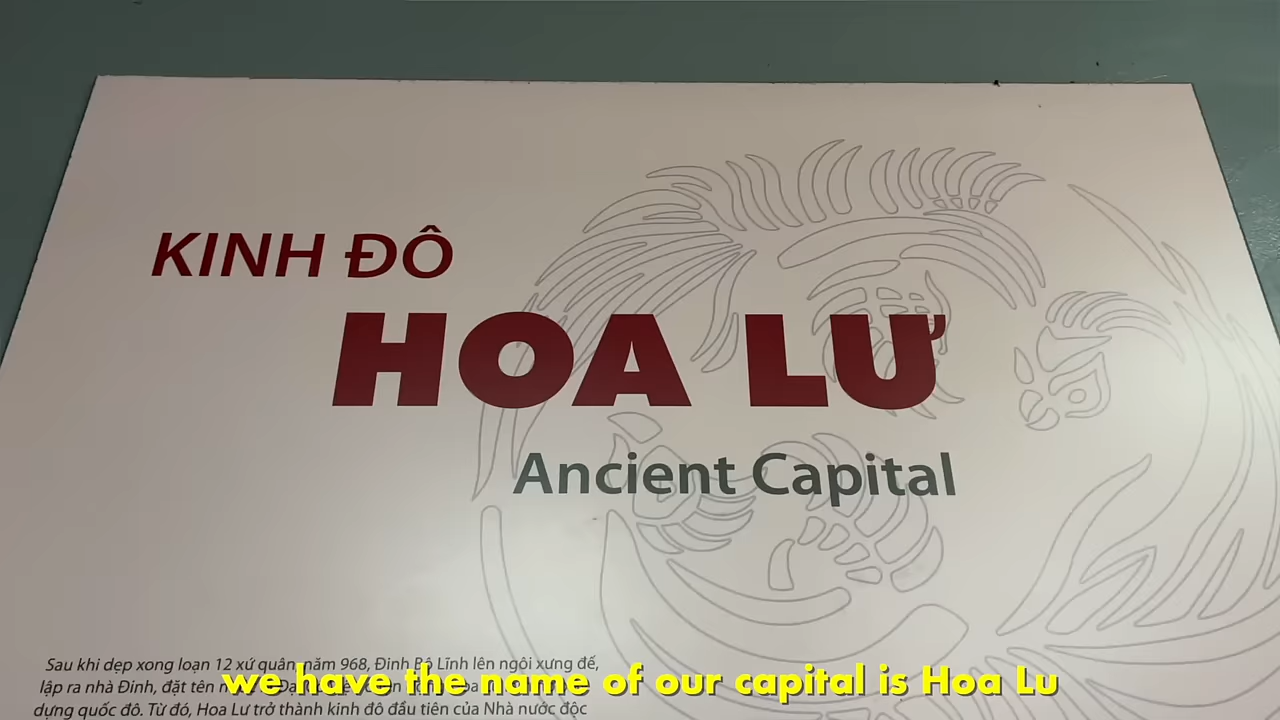 KINH ĐÔ
HOA LƯ
Ancient Capital
Sau khi dẹp xong loạn 12 xứ quân năm 968, Đinh Bộ Lĩnh lên ngôi xưng đế,
lập ra nhà Đinh, đặt tên
we have the name of our capital is Hoa Lu
dựng quốc đô. Từ đó, Hoa Lư trở thành kinh đô đầu tiên của Nhà nước độc